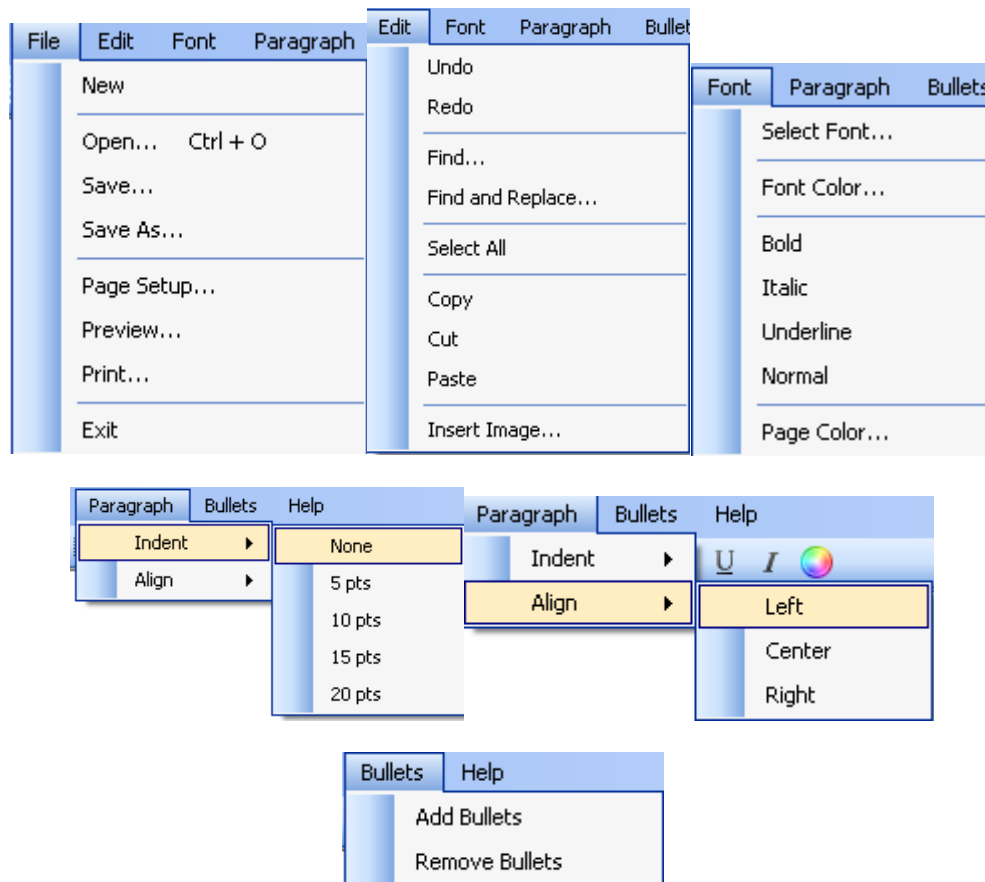 File Edit Font Paragraph
New
Open... Ctrl + O
Save...
Save As...
Page Setup...
Preview...
Print...
Exit
Edit Font Paragraph Bullet
Undo
Redo
Find...
Find and Replace...
Select All
Copy
Cut
Paste
Insert Image...
Font Paragraph Bullets
Select Font...
Font Color...
Bold
Italic
Underline
Normal
Page Color...
Paragraph Bullets Help
Indent None
Align 5 pts
10 pts
15 pts
20 pts
Paragraph Bullets Help
Indent U I
Align Left
Center
Right
Bullets Help
Add Bullets
Remove Bullets